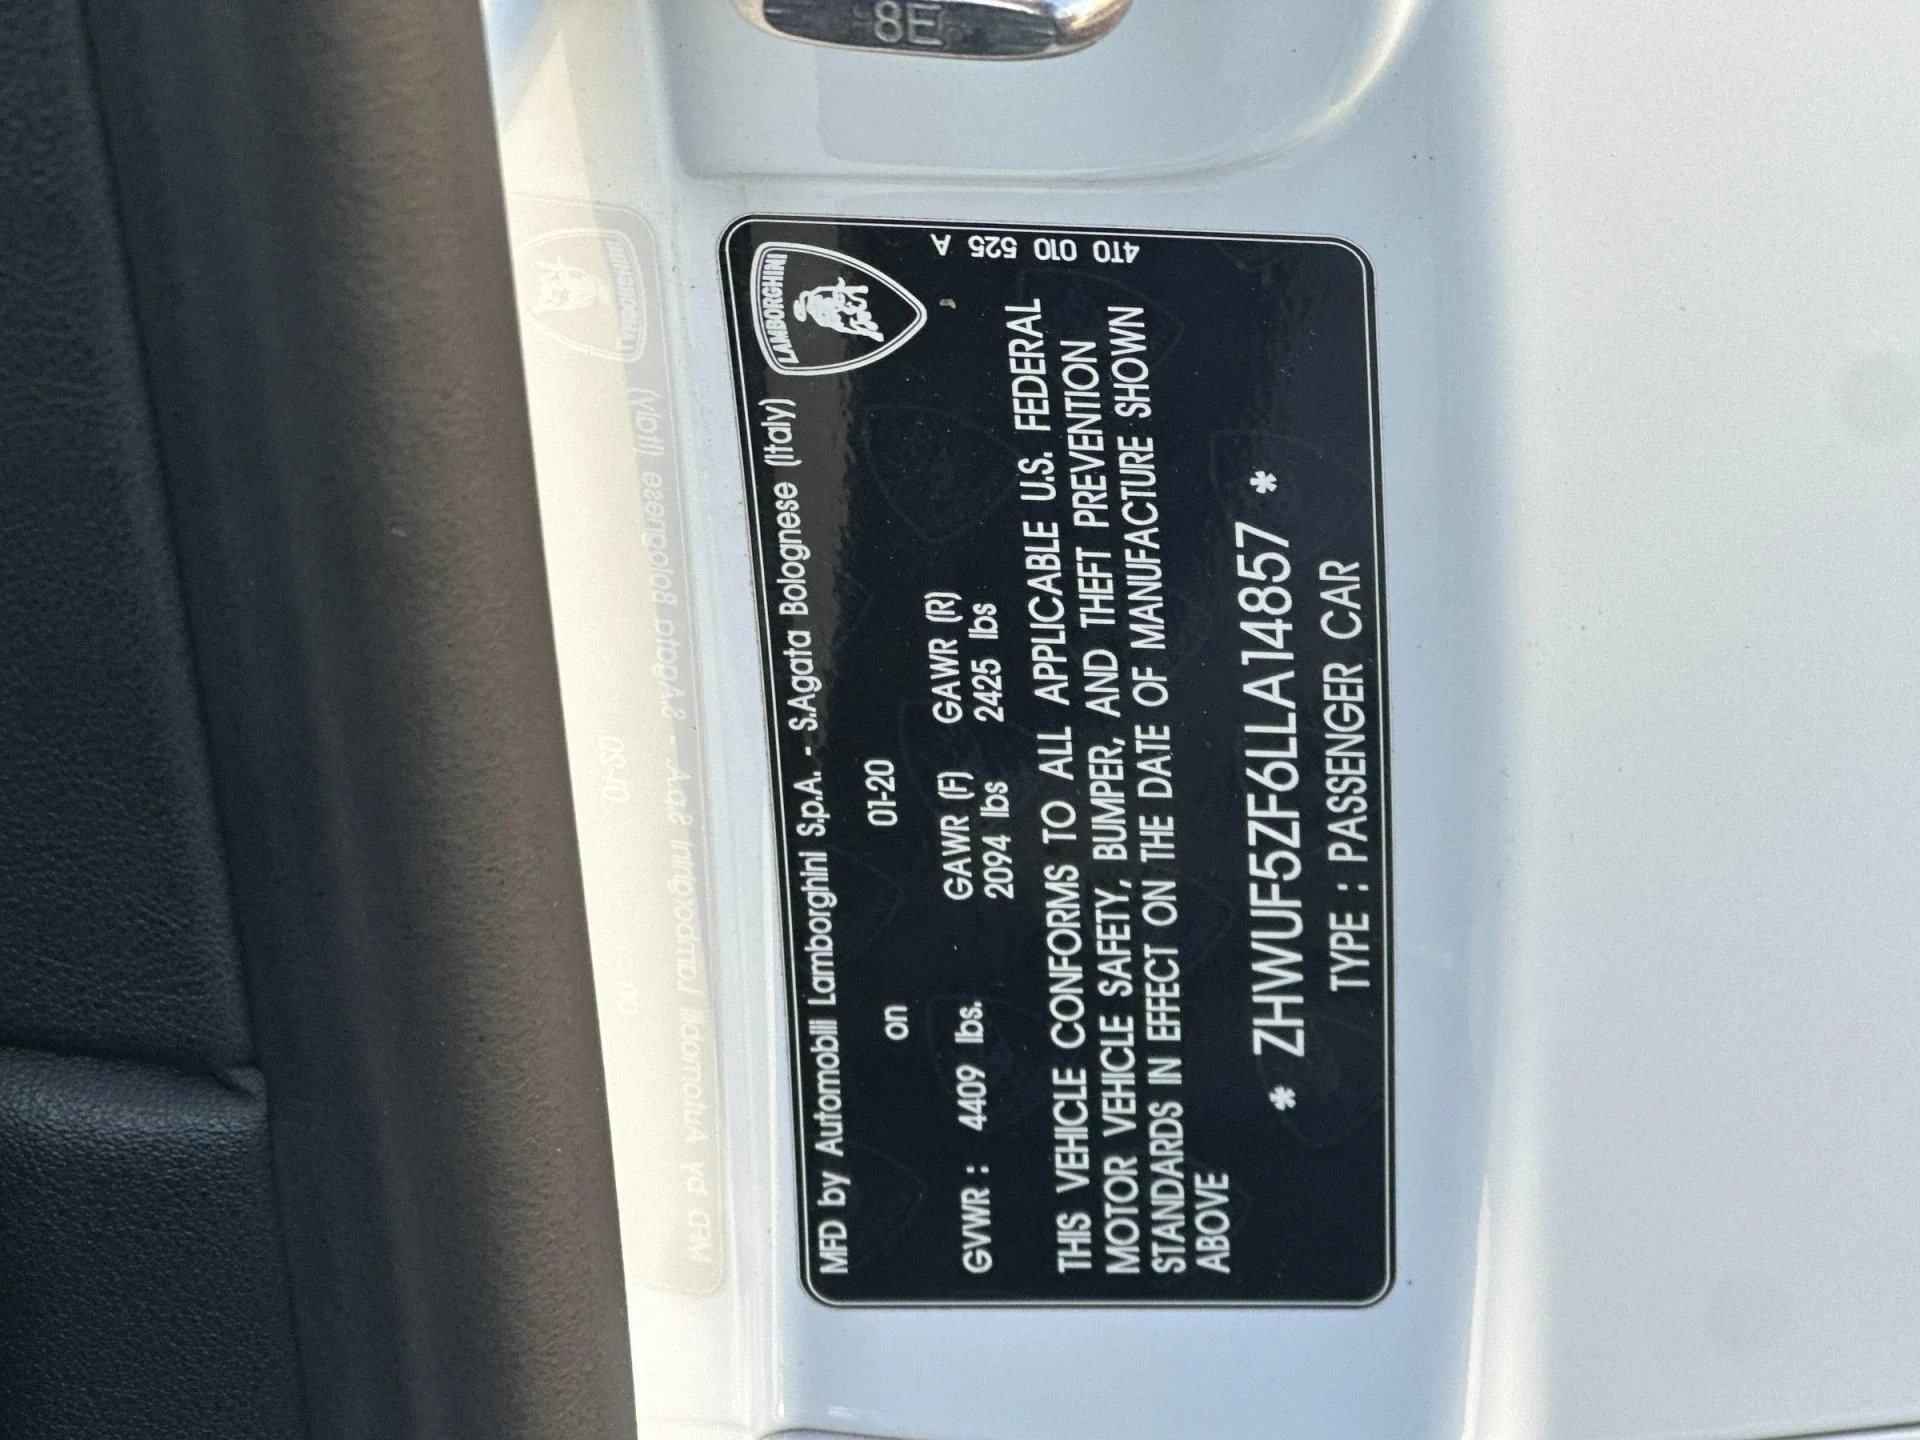 8E
LAMBORGHINI
4T0 010 525 A
MFD by Automobili Lamborghini S.p.A. - S.Agata Bolognese (Italy)
on 01-20
GVWR : 4409 lbs. GAWR (F) GAWR (R)
2094 lbs 2425 lbs
THIS VEHICLE CONFORMS TO ALL APPLICABLE U.S. FEDERAL
MOTOR VEHICLE SAFETY, BUMPER, AND THEFT PREVENTION
STANDARDS IN EFFECT ON THE DATE OF MANUFACTURE SHOWN
ABOVE
* ZHWUF5ZF6LLA14857 *
TYPE : PASSENGER CAR